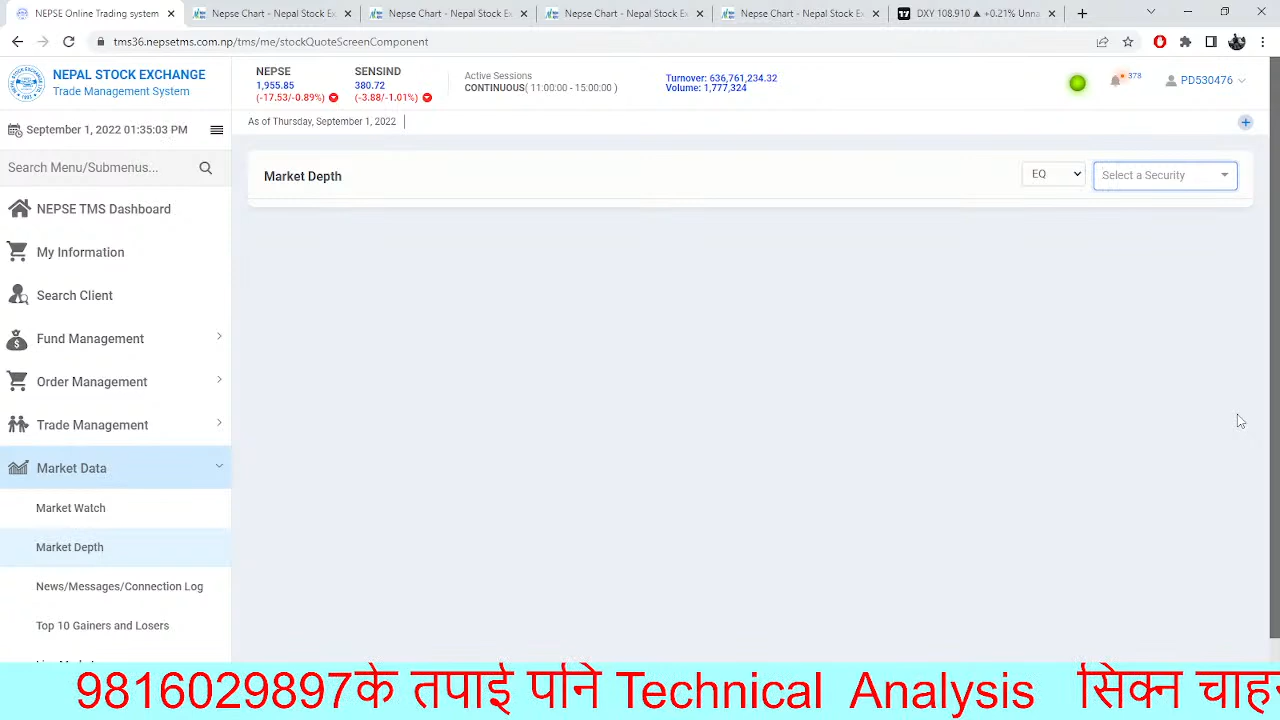 NEPSE Online Trading system
Nepse Chart - Nepal Stock Ex
Nepse Chart - Nepal Stock Ex
Nepse Chart - Nepal Stock Ex
Nepse Chart - Nepal Stock Ex
DXY 108.910 ▲ +0.21% Unna
tms36.nepsetms.com.np/tms/me/stockQuoteScreenComponent
NEPAL STOCK EXCHANGE
Trade Management System
NEPSE
1,955.85
(-17.53/-0.89%)
SENSIND
380.72
(-3.88/-1.01%)
Active Sessions
CONTINUOUS( 11:00:00 - 15:00:00 )
Turnover: 636,761,234.32
Volume: 1,777,324
378
PD530476
September 1, 2022 01:35:03 PM
As of Thursday, September 1, 2022
Search Menu/Submenus...
Market Depth
EQ
Select a Security
NEPSE TMS Dashboard
My Information
Search Client
Fund Management
Order Management
Trade Management
Market Data
Market Watch
Market Depth
News/Messages/Connection Log
Top 10 Gainers and Losers
9816029897के तपाई पनि Technical Analysis सिक्न चाहन